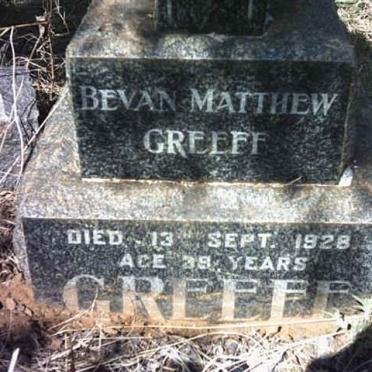 BEVAN MATTHEW
GREEFF
DIED 13 SEPT. 1928
AGE 39 YEARS
GREEFF